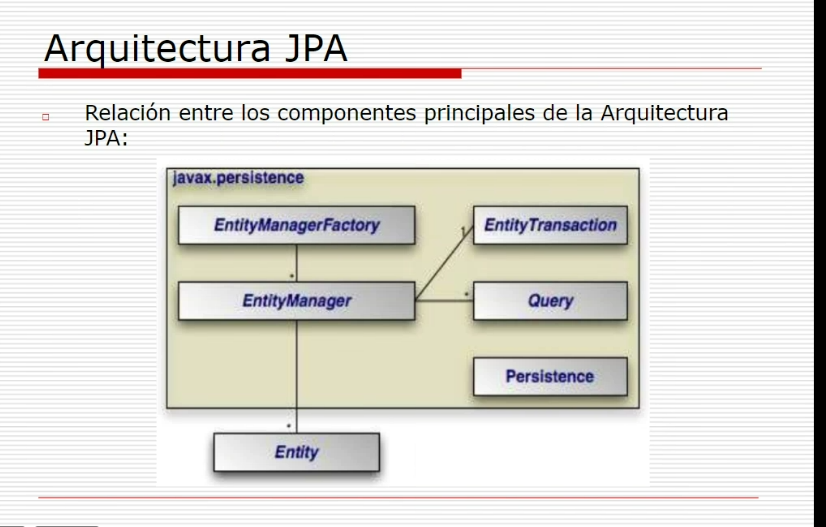 Arquitectura JPA
Relación entre los componentes principales de la Arquitectura
JPA:
javax.persistence
EntityManagerFactory
EntityTransaction
1
*
EntityManager
*
Query
Persistence
*
Entity